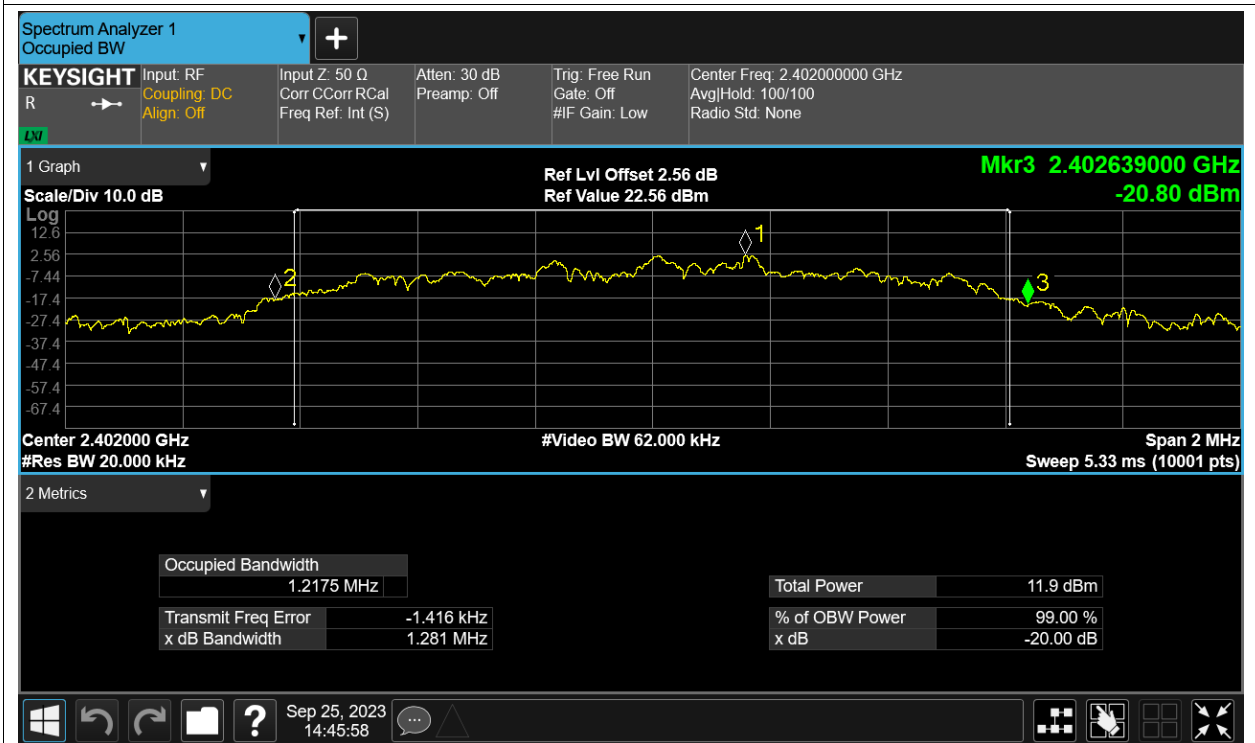 Spectrum Analyzer 1
Occupied BW
+
KEYSIGHT
R
LXI
Input: RF
Coupling: DC
Align: Off
Input Z: 50 Ω
Corr CCorr RCal
Freq Ref: Int (S)
Atten: 30 dB
Preamp: Off
Trig: Free Run
Gate: Off
#IF Gain: Low
Center Freq: 2.402000000 GHz
Avg|Hold: 100/100
Radio Std: None
1 Graph
Scale/Div 10.0 dB
Ref Lvl Offset 2.56 dB
Ref Value 22.56 dBm
Mkr3 2.402639000 GHz
-20.80 dBm
Log
12.6
2.56
-7.44
-17.4
-27.4
-37.4
-47.4
-57.4
-67.4
1
2
3
Center 2.402000 GHz
#Res BW 20.000 kHz
#Video BW 62.000 kHz
Span 2 MHz
Sweep 5.33 ms (10001 pts)
2 Metrics
Occupied Bandwidth
1.2175 MHz
Transmit Freq Error -1.416 kHz
x dB Bandwidth 1.281 MHz
Total Power 11.9 dBm
% of OBW Power 99.00 %
x dB -20.00 dB
?
Sep 25, 2023
14:45:58